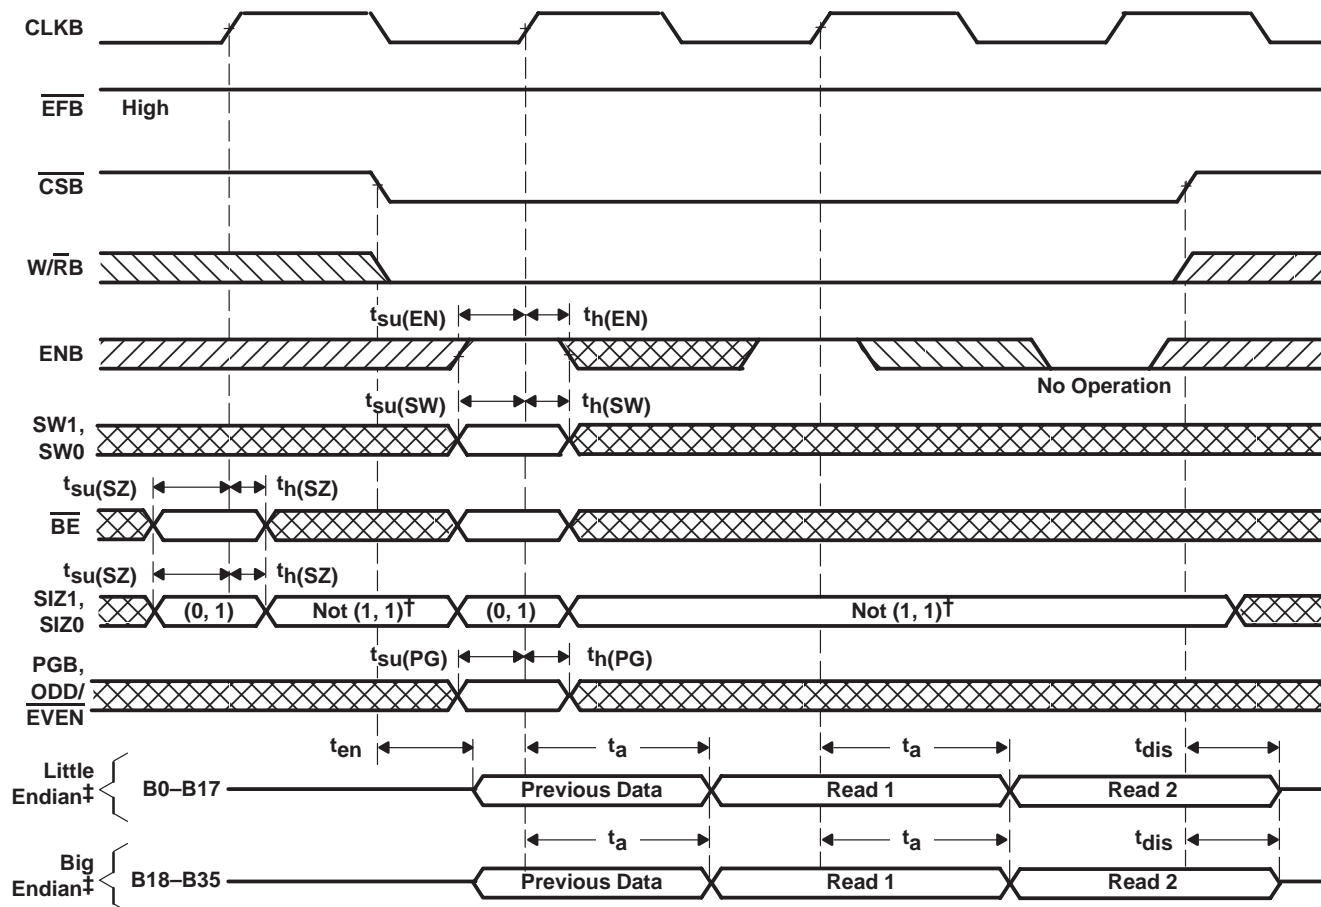 CLKB
EFB High
CSB
W/RB
tsu(EN) th(EN)
ENB
No Operation
tsu(SW) th(SW)
SW1,
SW0
tsu(SZ) th(SZ)
BE
tsu(SZ) th(SZ)
SIZ1,
SIZ0
(0, 1) Not (1, 1)† (0, 1) Not (1, 1)†
tsu(PG) th(PG)
PGB,
ODD/
EVEN
ten ta ta tdis
Little
Endian‡
B0–B17 Previous Data Read 1 Read 2
ta ta tdis
Big
Endian‡
B18–B35 Previous Data Read 1 Read 2